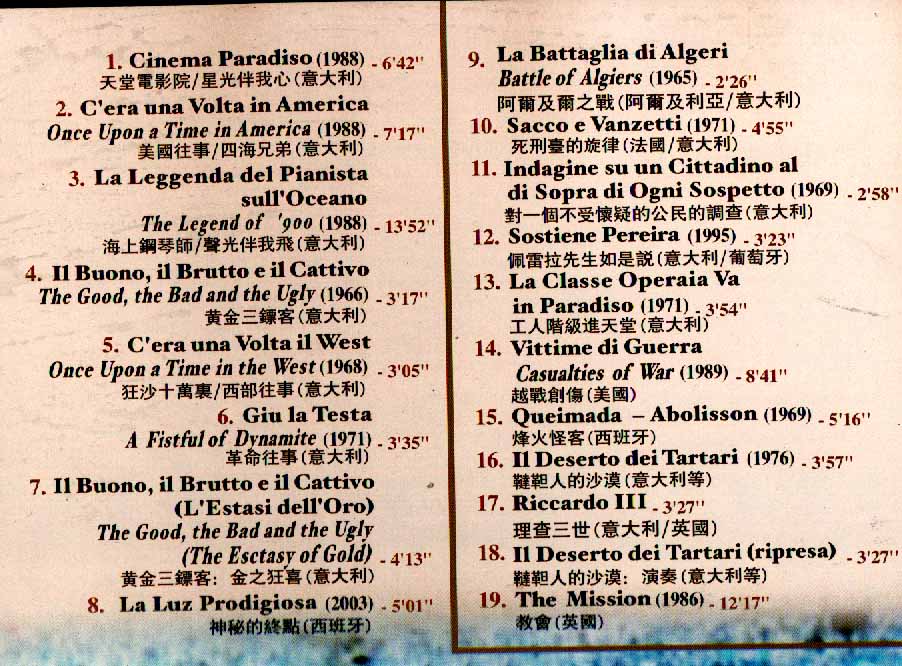 1. Cinema Paradiso (1988) - 6'42"
天堂電影院/星光伴我心(意大利)
2. C'era una Volta in America
Once Upon a Time in America (1988) - 7'17"
美國往事/四海兄弟(意大利)
3. La Leggenda del Pianista
sull'Oceano
The Legend of '900 (1988) - 13'52"
海上鋼琴師/聲光伴我飛(意大利)
4. Il Buono, il Brutto e il Cattivo
The Good, the Bad and the Ugly (1966) - 3'17"
黄金三鏢客(意大利)
5. C'era una Volta il West
Once Upon a Time in the West (1968) - 3'05"
狂沙十萬裏/西部往事(意大利)
6. Giu la Testa
A Fistful of Dynamite (1971) - 3'35"
革命往事(意大利)
7. Il Buono, il Brutto e il Cattivo
(L'Estasi dell'Oro)
The Good, the Bad and the Ugly
(The Esctasy of Gold) - 4'13"
黄金三鏢客: 金之狂喜(意大利)
8. La Luz Prodigiosa (2003) - 5'01"
神秘的終點(西班牙)
9. La Battaglia di Algeri
Battle of Algiers (1965) - 2'26"
阿爾及爾之戰(阿爾及利亞/意大利)
10. Sacco e Vanzetti (1971) - 4'55"
死刑臺的旋律(法國/意大利)
11. Indagine su un Cittadino al
di Sopra di Ogni Sospetto (1969) - 2'58"
對一個不受懷疑的公民的調查(意大利)
12. Sostiene Pereira (1995) - 3'23"
佩雷拉先生如是説(意大利/葡萄牙)
13. La Classe Operaia Va
in Paradiso (1971) - 3'54"
工人階級進天堂(意大利)
14. Vittime di Guerra
Casualties of War (1989) - 8'41"
越戰創傷(美國)
15. Queimada – Abolisson (1969) - 5'16"
烽火怪客(西班牙)
16. Il Deserto dei Tartari (1976) - 3'57"
韃靼人的沙漠(意大利等)
17. Riccardo III - 3'27"
理查三世(意大利/英國)
18. Il Deserto dei Tartari (ripresa) - 3'27"
韃靼人的沙漠: 演奏(意大利等)
19. The Mission (1986) - 12'17"
教會(英國)